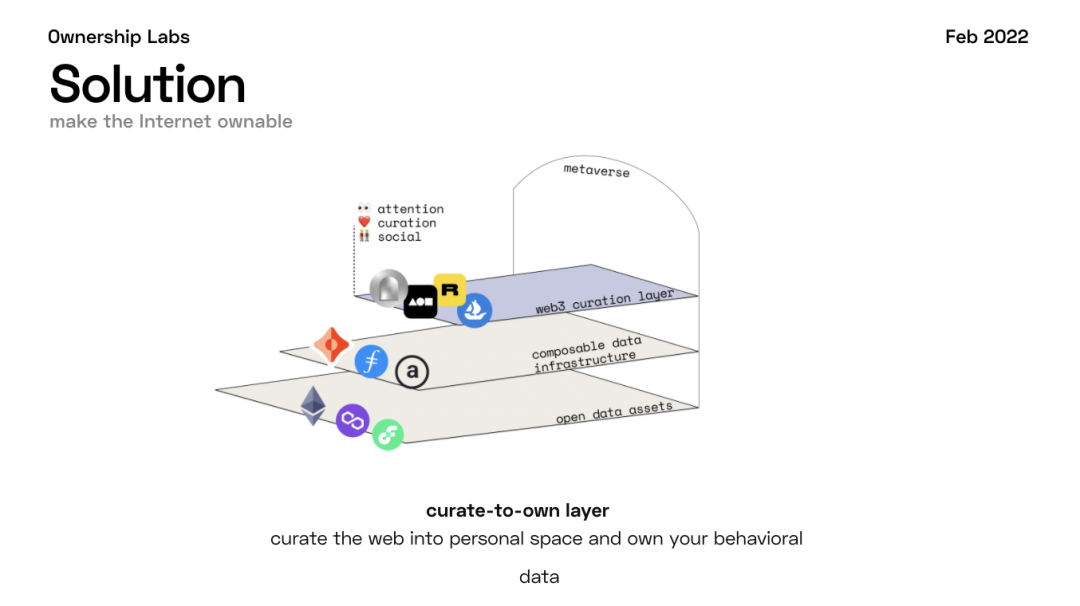 Ownership Labs
Feb 2022
Solution
make the Internet ownable
metaverse
attention
curation
social
R
web3 curation layer
composable data
infrastructure
a
open data assets
curate-to-own layer
curate the web into personal space and own your behavioral
data